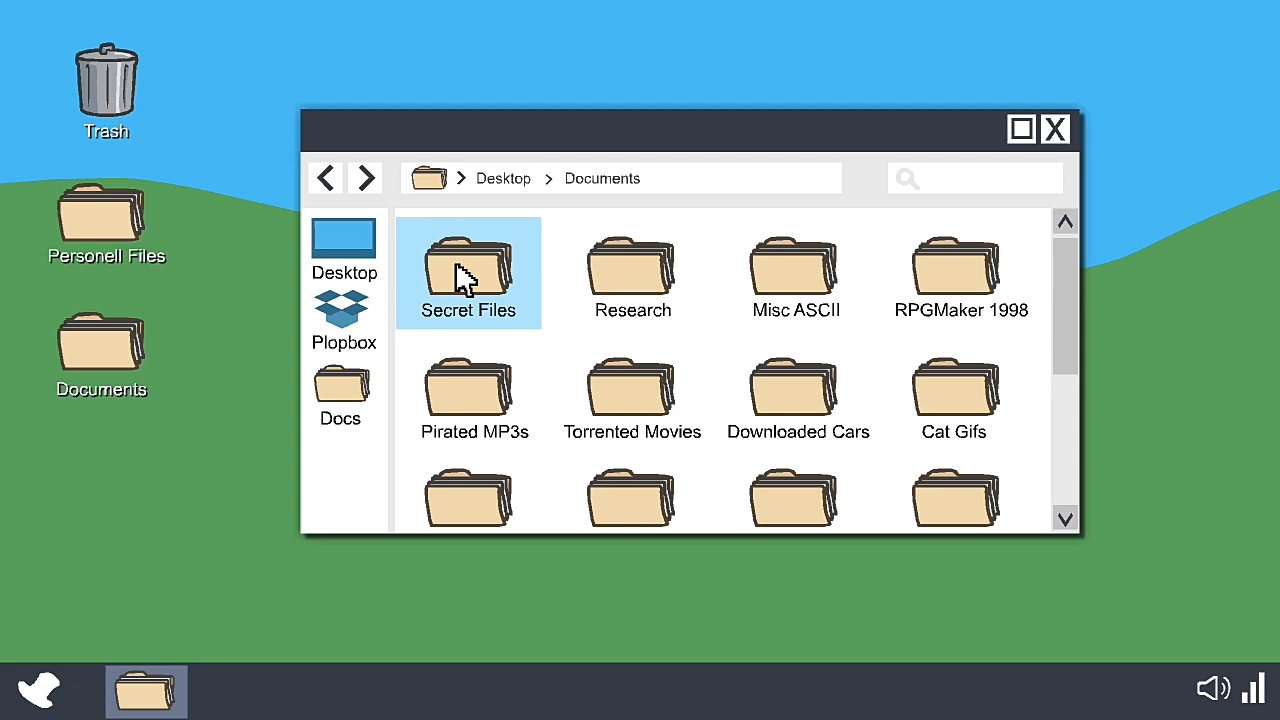 Trash
Personell Files
Documents
X
Desktop > Documents
Desktop
Plopbox
Docs
Secret Files
Research
Misc ASCII
RPGMaker 1998
Pirated MP3s
Torrented Movies
Downloaded Cars
Cat Gifs